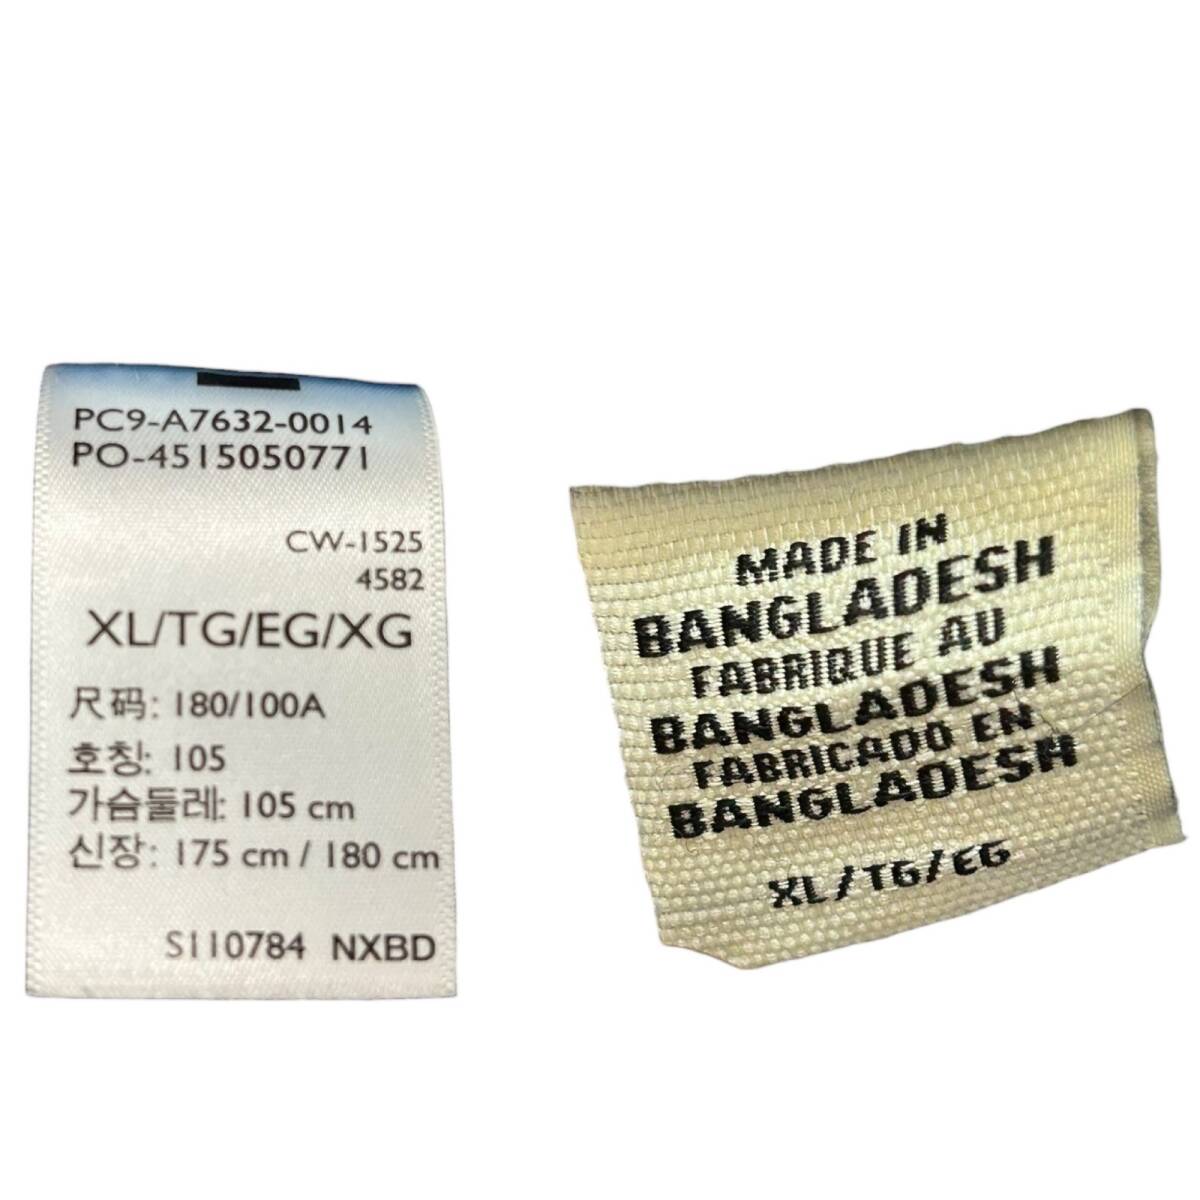 PC9-A7632-0014
PO-4515050771
CW-1525
4582
XL/TG/EG/XG
尺码: 180/100A
호칭: 105
가슴둘레: 105 cm
신장: 175 cm / 180 cm
S110784 NXBD
MADE IN
BANGLADESH
FABRIQUE AU
BANGLADESH
FABRICADO EN
BANGLADESH
XL/TG/EG